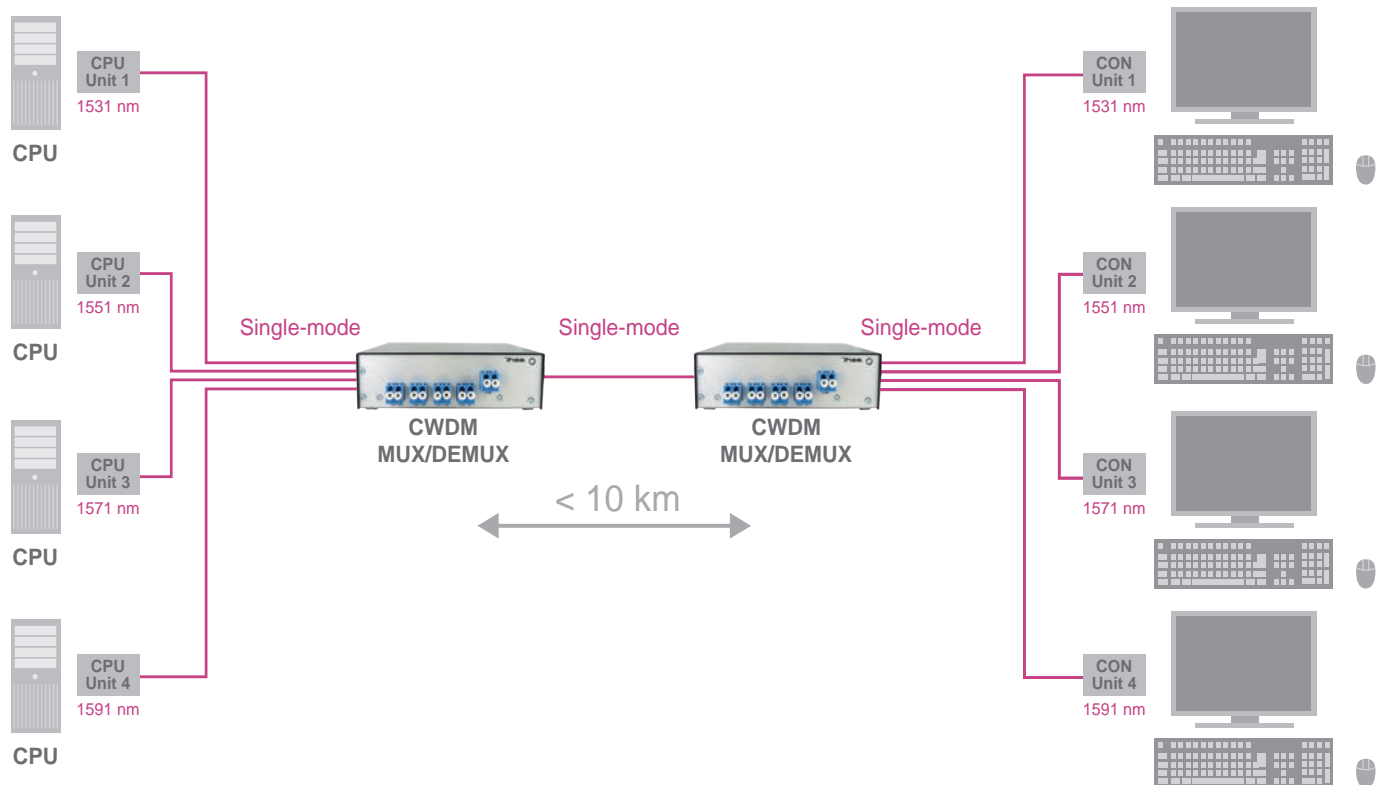 CPU
Unit 1
1531 nm
CPU
CPU
Unit 2
1551 nm
CPU
CPU
Unit 3
1571 nm
CPU
CPU
Unit 4
1591 nm
CPU
Single-mode
Single-mode
Single-mode
CWDM
MUX/DEMUX
CWDM
MUX/DEMUX
< 10 km
CON
Unit 1
1531 nm
CON
Unit 2
1551 nm
CON
Unit 3
1571 nm
CON
Unit 4
1591 nm